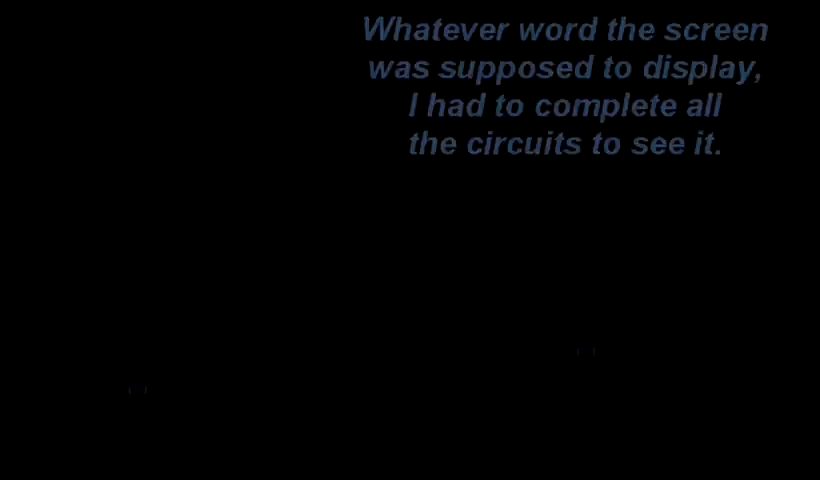 Whatever word the screen
was supposed to display,
I had to complete all
the circuits to see it.